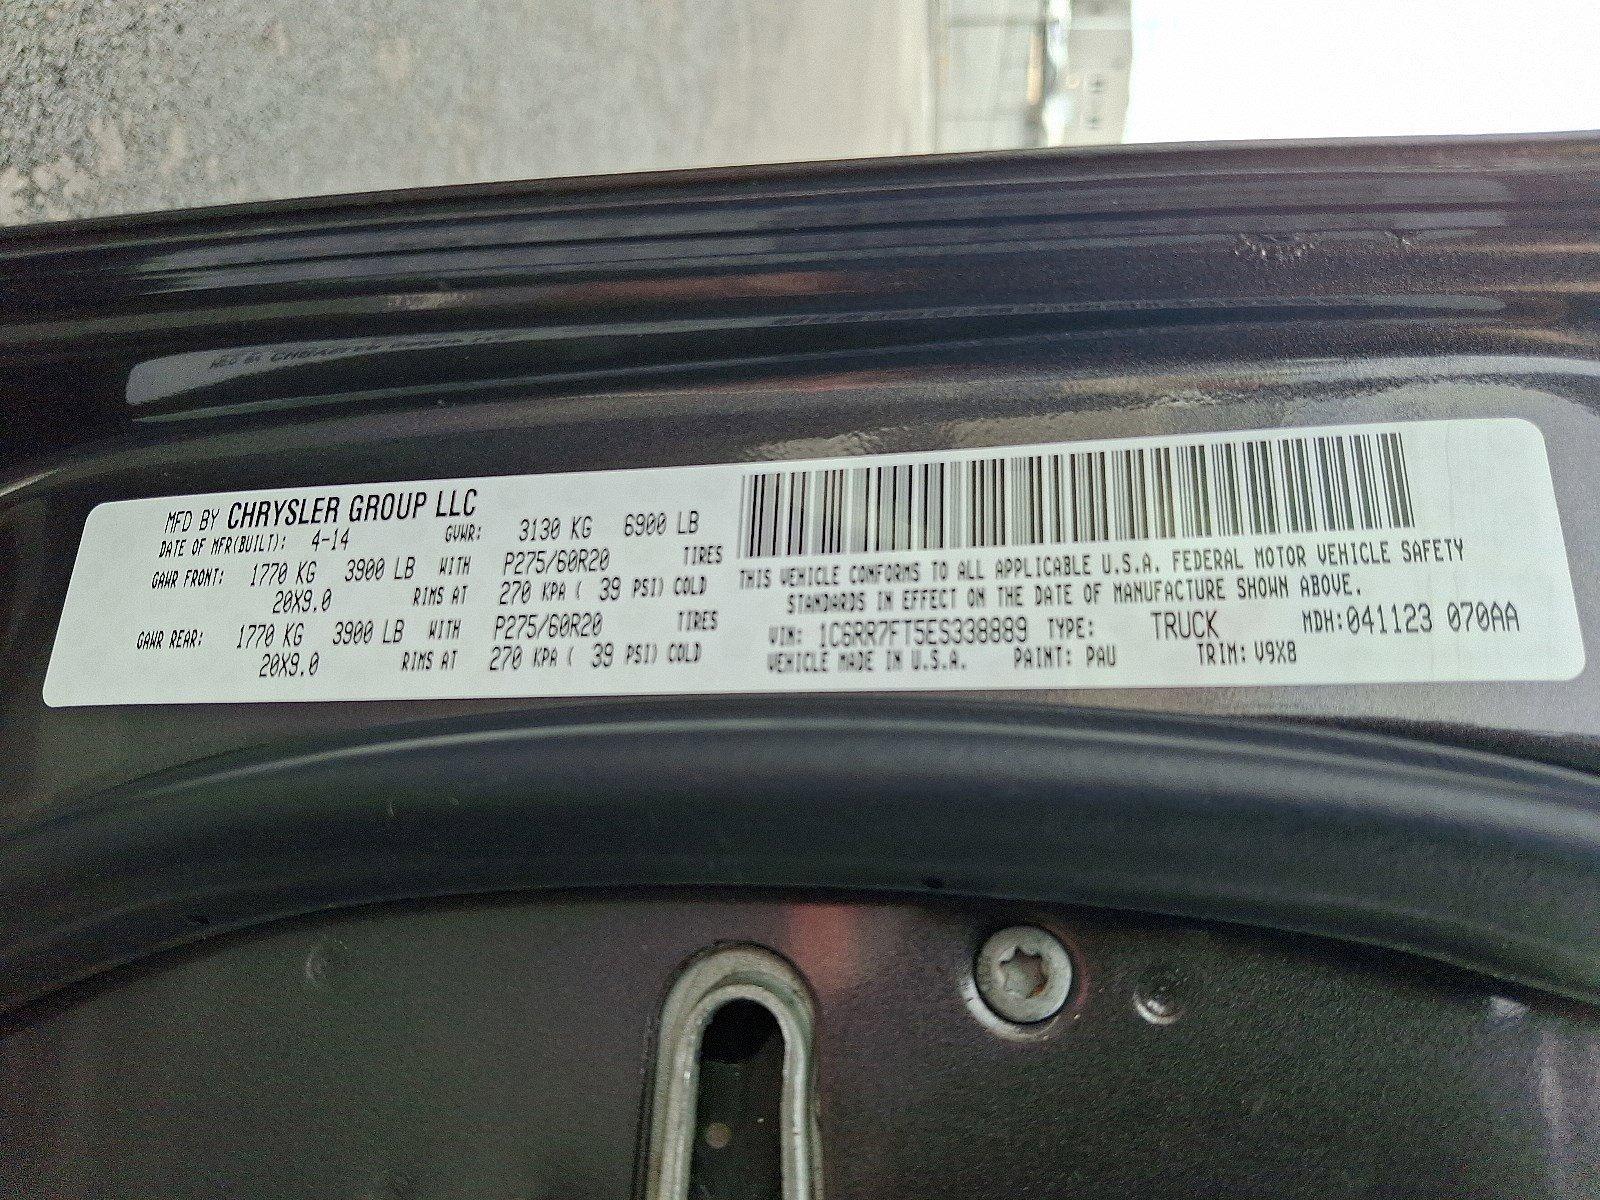 MFD BY CHRYSLER GROUP LLC
DATE OF MFR(BUILT): 4-14 GVWR: 3130 KG 6900 LB
GAWR FRONT: 1770 KG 3900 LB WITH P275/60R20 TIRES
20X9.0 RIMS AT 270 KPA ( 39 PSI) COLD
GAWR REAR: 1770 KG 3900 LB WITH P275/60R20 TIRES
20X9.0 RIMS AT 270 KPA ( 39 PSI) COLD
THIS VEHICLE CONFORMS TO ALL APPLICABLE U.S.A. FEDERAL MOTOR VEHICLE SAFETY
STANDARDS IN EFFECT ON THE DATE OF MANUFACTURE SHOWN ABOVE.
VIN: 1C6RR7FT5ES338889 TYPE: TRUCK MDH: 041123 070AA
VEHICLE MADE IN U.S.A. PAINT: PAU TRIM: V9X8